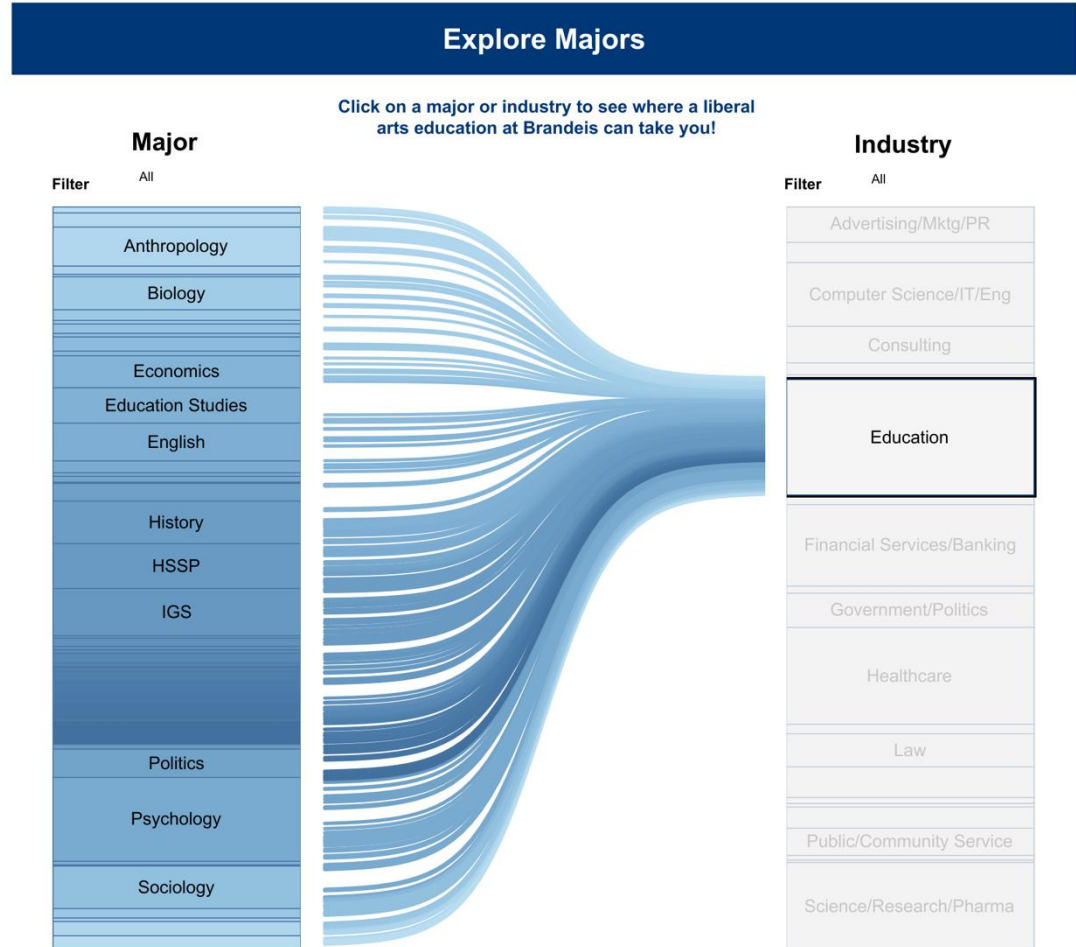 Explore Majors
Click on a major or industry to see where a liberal
arts education at Brandeis can take you!
Major
Filter
All
Anthropology
Biology
Economics
Education Studies
English
History
HSSP
IGS
Politics
Psychology
Sociology
Industry
Filter
All
Advertising/Mktg/PR
Computer Science/IT/Eng
Consulting
Education
Financial Services/Banking
Government/Politics
Healthcare
Law
Public/Community Service
Science/Research/Pharma